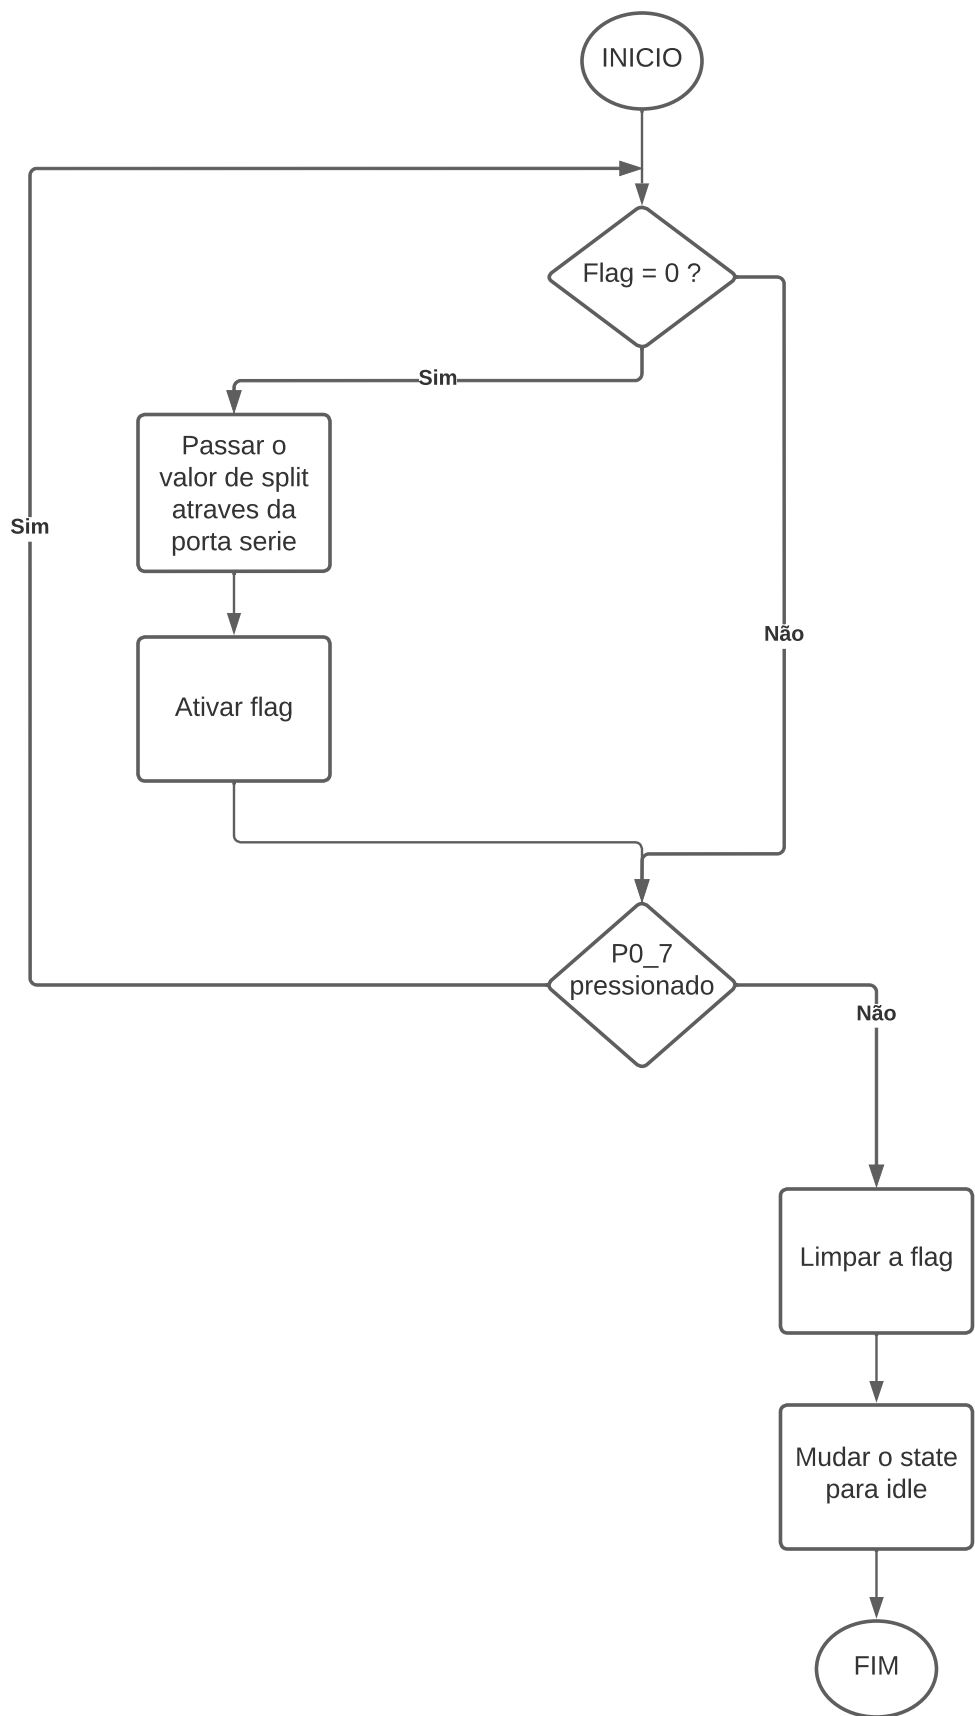 INICIO
Flag = 0 ?
Sim
Passar o
valor de split
atraves da
porta serie
Sim
Não
Ativar flag
P0_7
pressionado
Não
Limpar a flag
Mudar o state
para idle
FIM